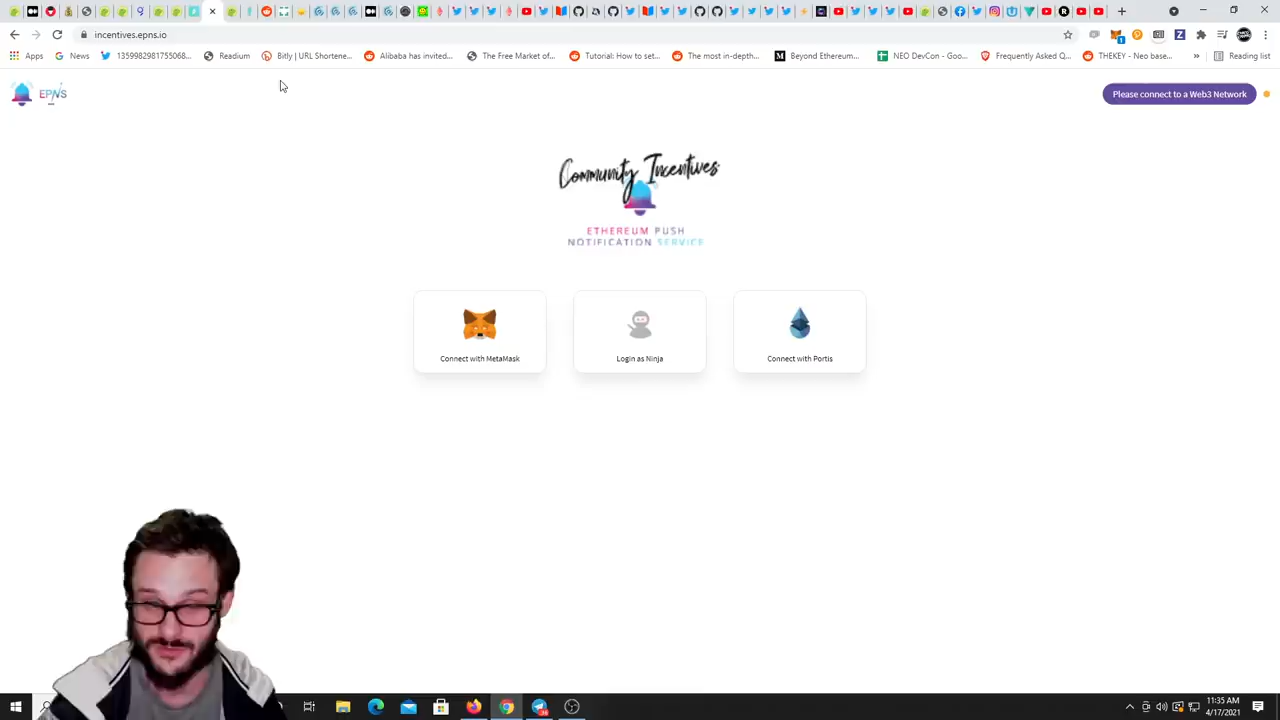 incentives.epns.io
Apps
News
1359982981755068...
Readium
Bitly | URL Shortene...
Alibaba has invited...
The Free Market of...
Tutorial: How to set...
The most in-depth...
Beyond Ethereum...
NEO DevCon - Goo...
Frequently Asked Q...
THEKEY - Neo base...
»
Reading list
EPNS
Please connect to a Web3 Network
Community Incentives
ETHEREUM PUSH
NOTIFICATION SERVICE
Connect with MetaMask
Login as Ninja
Connect with Portis
11:35 AM
4/17/2021